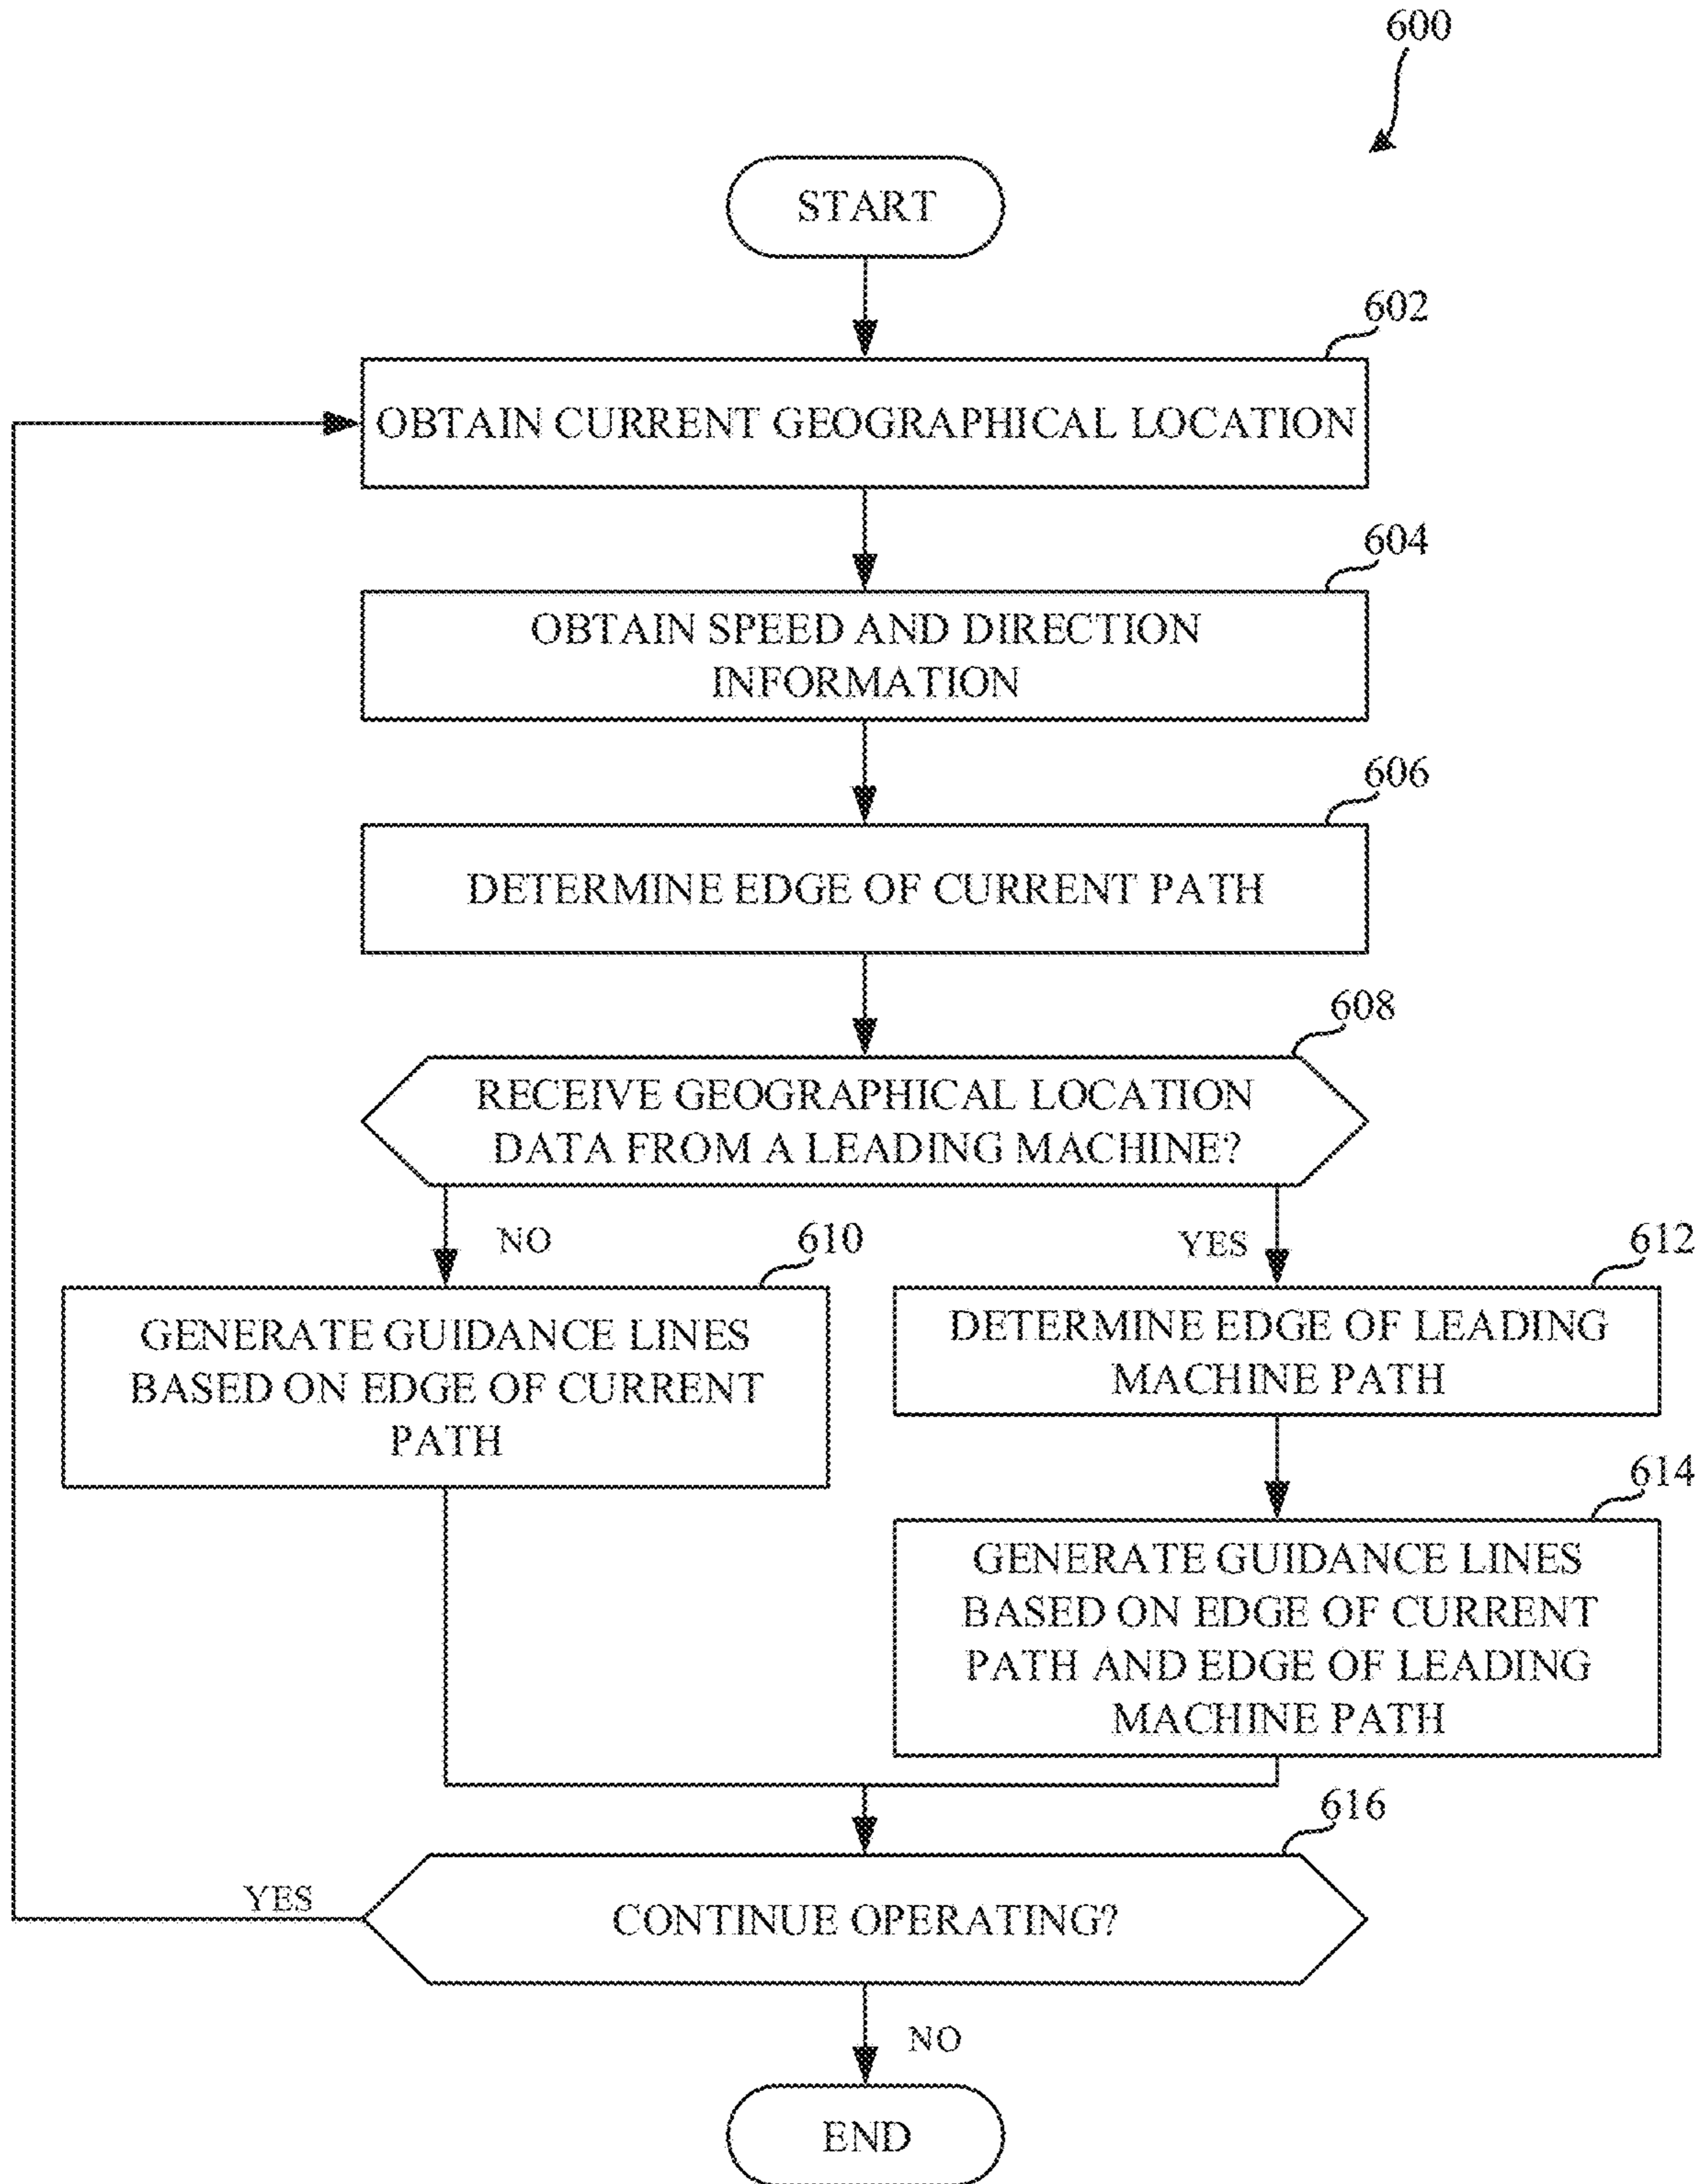 600
START
602
OBTAIN CURRENT GEOGRAPHICAL LOCATION
604
OBTAIN SPEED AND DIRECTION
INFORMATION
606
DETERMINE EDGE OF CURRENT PATH
608
RECEIVE GEOGRAPHICAL LOCATION
DATA FROM A LEADING MACHINE?
NO
610
GENERATE GUIDANCE LINES
BASED ON EDGE OF CURRENT
PATH
YES
612
DETERMINE EDGE OF LEADING
MACHINE PATH
614
GENERATE GUIDANCE LINES
BASED ON EDGE OF CURRENT
PATH AND EDGE OF LEADING
MACHINE PATH
616
YES
CONTINUE OPERATING?
NO
END